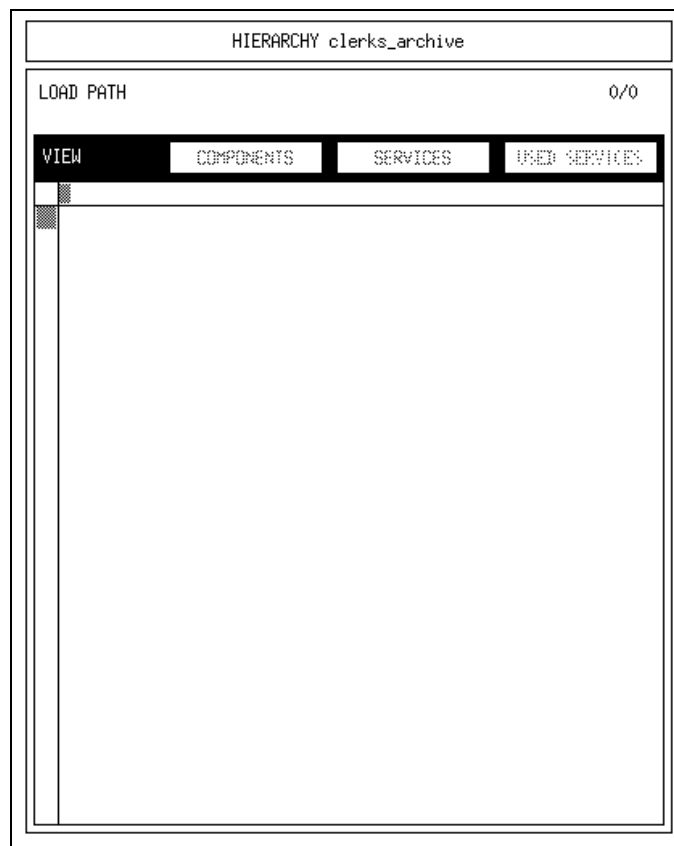 HIERARCHY clerks_archive
LOAD PATH 0/0
VIEW COMPONENTS SERVICES USED SERVICES